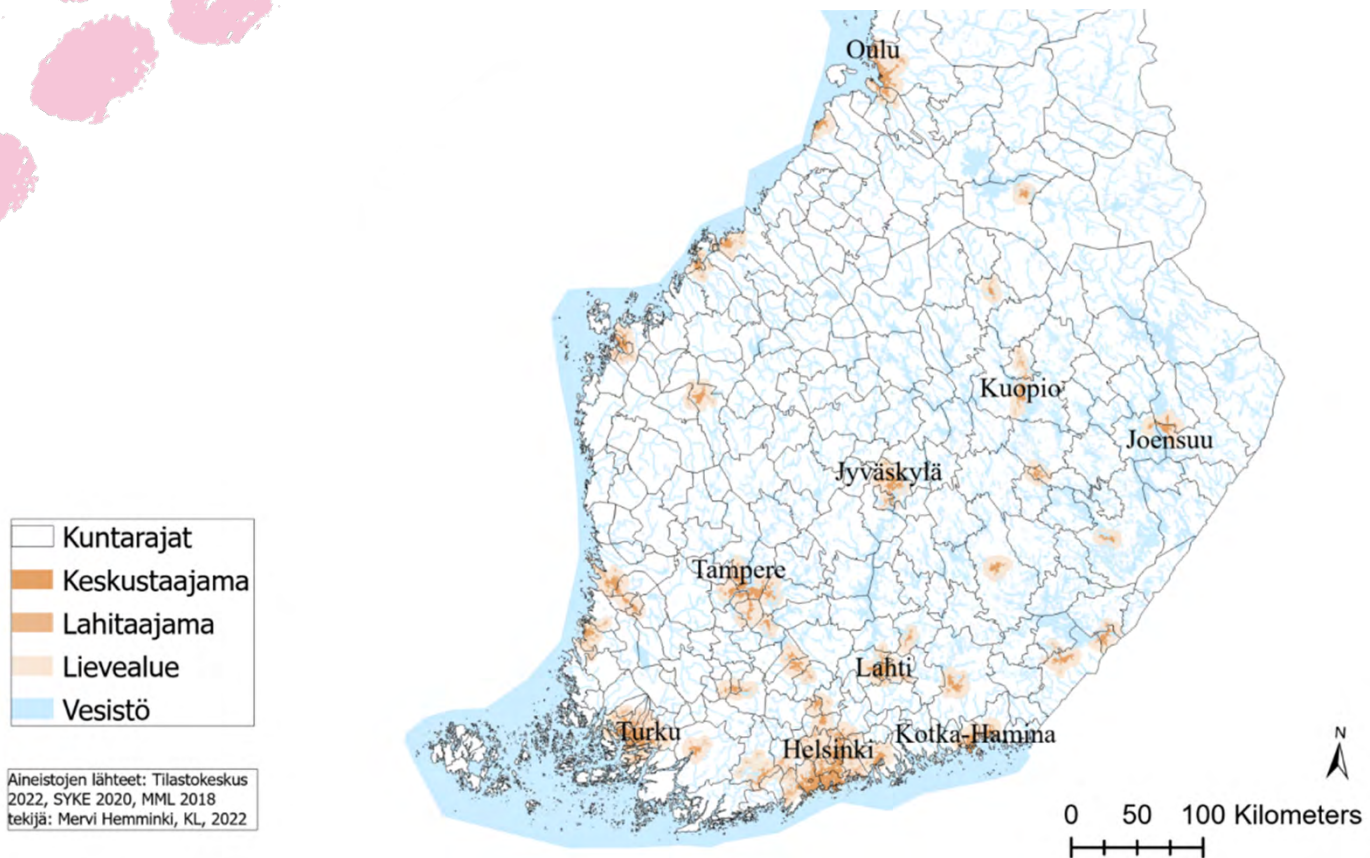 Oulu
Kuopio
Joensuu
Jyväskylä
Tampere
Lahti
Turku
Helsinki
Kotka-Hamina
Kuntarajat
Keskustaajama
Lahitaajama
Lievealue
Vesistö
Aineistojen lähteet: Tilastokeskus
2022, SYKE 2020, MML 2018
tekijä: Mervi Hemminki, KL, 2022
N
0 50 100 Kilometers